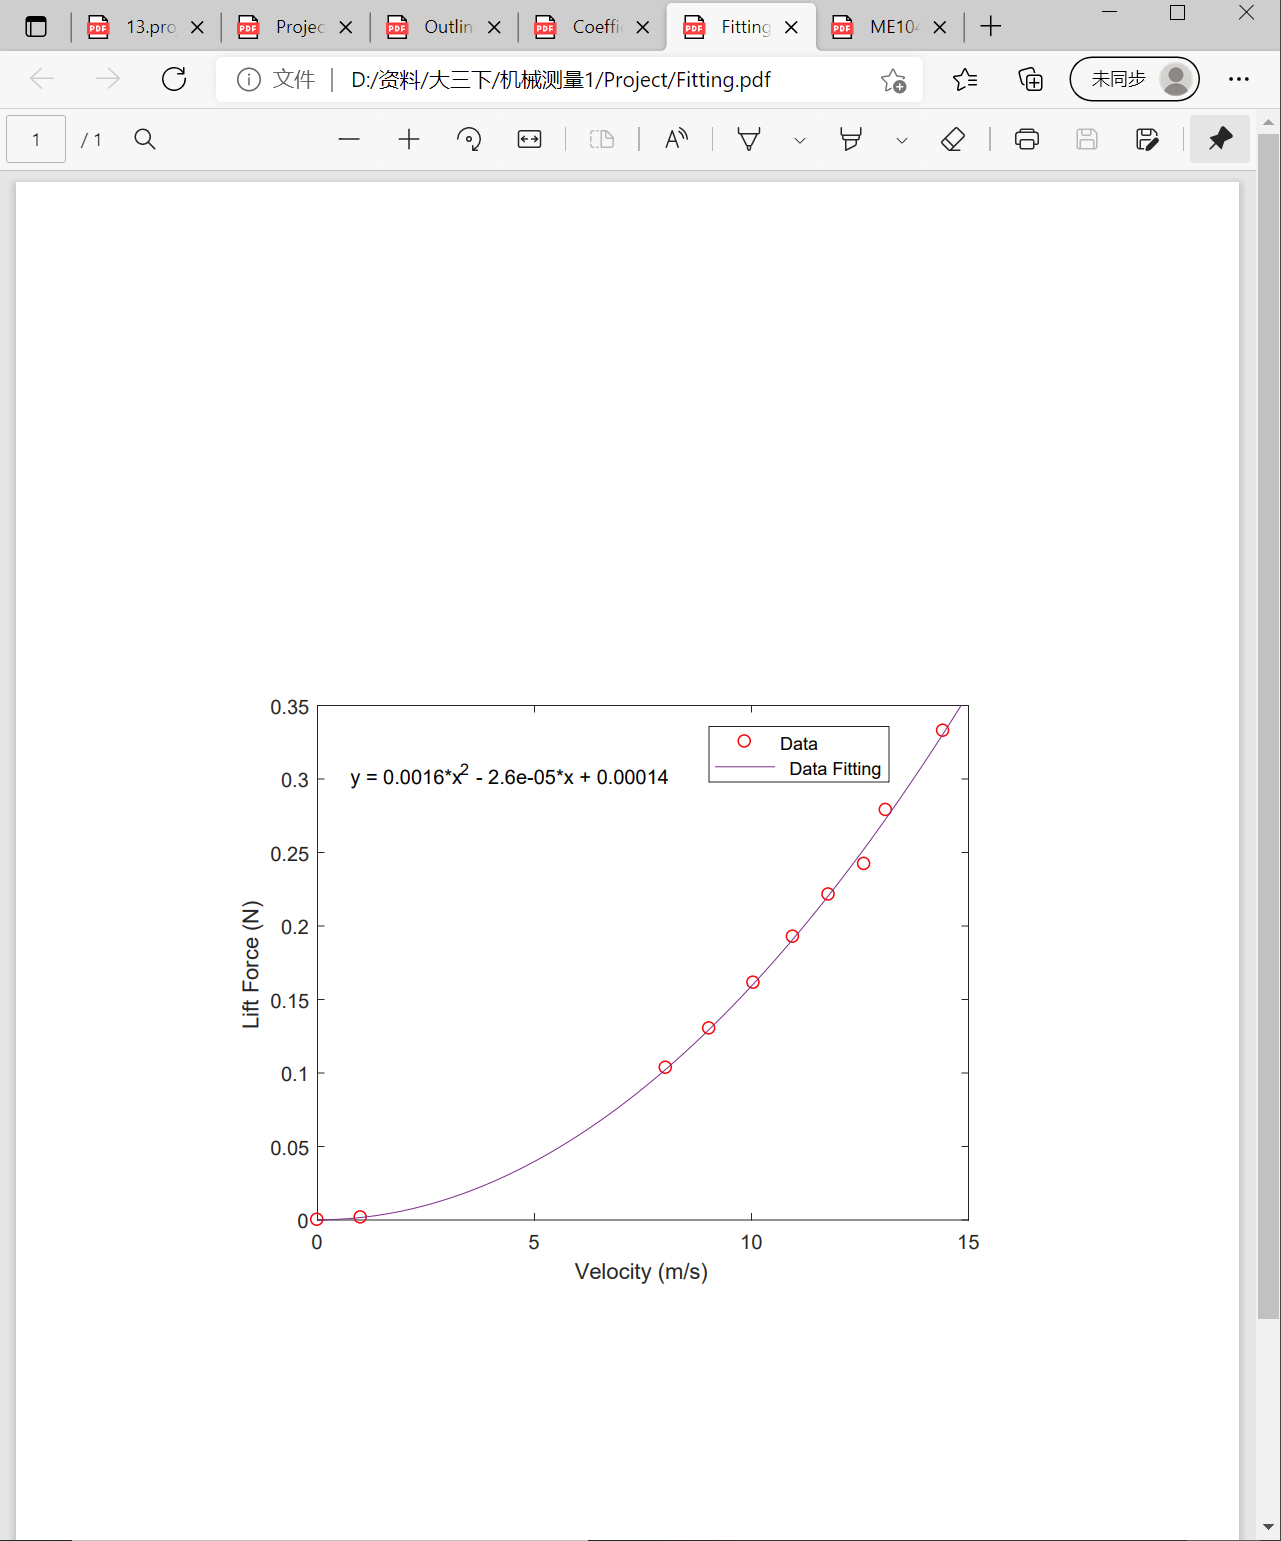 13.pro
Projec
Outlin
Coeffi
Fitting
ME104
文件
D:/资料/大三下/机械测量1/Project/Fitting.pdf
未同步
1
/ 1
0.35
0.3
0.25
0.2
0.15
0.1
0.05
0
Lift Force (N)
y = 0.0016*x2 - 2.6e-05*x + 0.00014
Data
Data Fitting
0
5
10
15
Velocity (m/s)